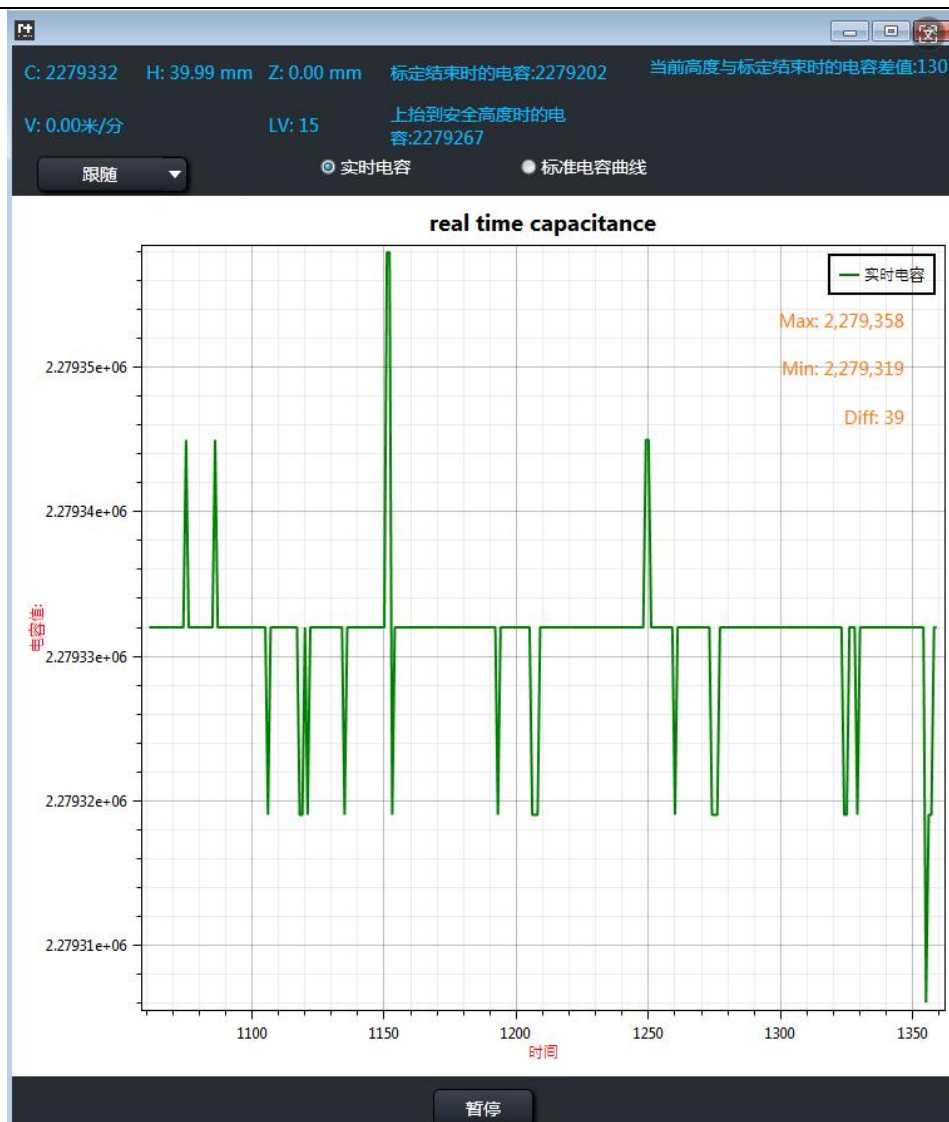 C: 2279332 H: 39.99 mm Z: 0.00 mm 标定结束时的电容:2279202 当前高度与标定结束时的电容差值:130
V: 0.00米/分 LV: 15 上抬到安全高度时的电
容:2279267
跟随 实时电容 标准电容曲线
real time capacitance
实时电容
Max: 2,279,358
2.27935e+06
Min: 2,279,319
Diff: 39
2.27934e+06
电容值:
2.27933e+06
2.27932e+06
2.27931e+06
1100 1150 1200 1250 1300 1350
时间
暂停